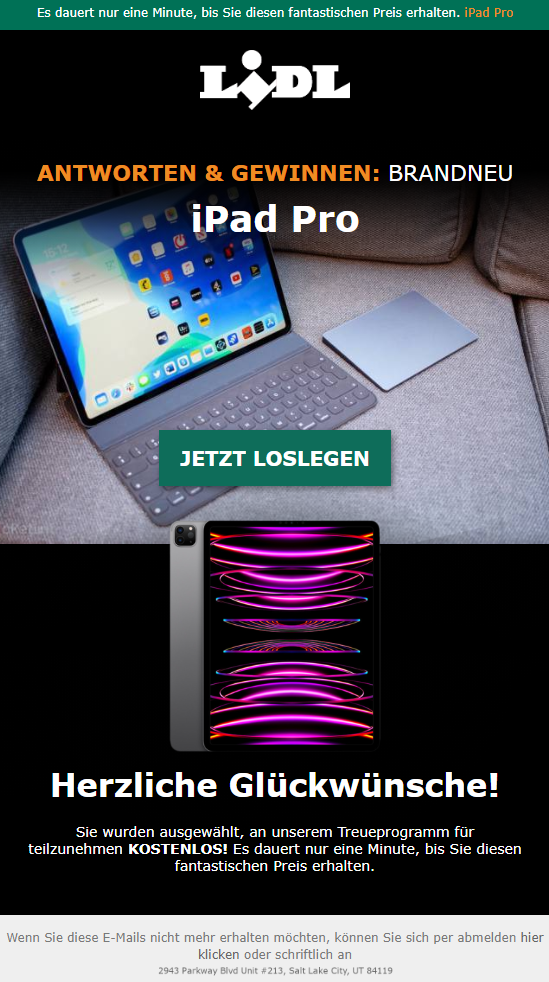 Es dauert nur eine Minute, bis Sie diesen fantastischen Preis erhalten. iPad Pro
LIDL
ANTWORTEN & GEWINNEN: BRANDNEU
iPad Pro
JETZT LOSLEGEN
Herzliche Glückwünsche!
Sie wurden ausgewählt, an unserem Treueprogramm für
teilzunehmen KOSTENLOS! Es dauert nur eine Minute, bis Sie diesen
fantastischen Preis erhalten.
Wenn Sie diese E-Mails nicht mehr erhalten möchten, können Sie sich per abmelden hier
klicken oder schriftlich an
2943 Parkway Blvd Unit #213, Salt Lake City, UT 84119